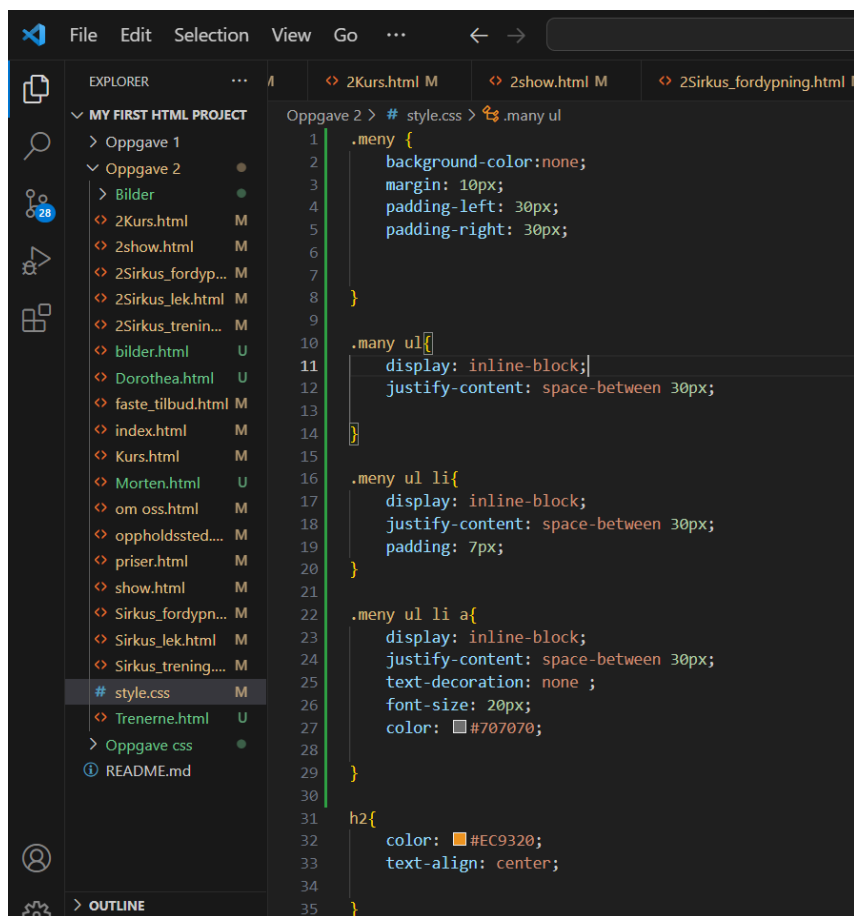 File Edit Selection View Go ...
EXPLORER ...
M
<> 2Kurs.html M
<> 2show.html M
<> 2Sirkus_fordypning.html
MY FIRST HTML PROJECT
> Oppgave 1
Oppgave 2
> Bilder
<> 2Kurs.html M
<> 2show.html M
<> 2Sirkus_fordyp... M
<> 2Sirkus_lek.html M
<> 2Sirkus_trenin... M
<> bilder.html U
<> Dorothea.html U
<> faste_tilbud.html M
<> index.html M
<> Kurs.html M
<> Morten.html U
<> om oss.html M
<> oppholdssted.... M
<> priser.html M
<> show.html M
<> Sirkus_fordypn... M
<> Sirkus_lek.html M
<> Sirkus_trening.... M
# style.css M
<> Trenerne.html U
> Oppgave css
README.md
> OUTLINE
28
Oppgave 2 > # style.css > .many ul
1 .meny {
2 background-color:none;
3 margin: 10px;
4 padding-left: 30px;
5 padding-right: 30px;
6
7
8 }
9
10 .many ul{
11 display: inline-block;
12 justify-content: space-between 30px;
13
14 }
15
16 .meny ul li{
17 display: inline-block;
18 justify-content: space-between 30px;
19 padding: 7px;
20 }
21
22 .meny ul li a{
23 display: inline-block;
24 justify-content: space-between 30px;
25 text-decoration: none ;
26 font-size: 20px;
27 color: #707070;
28
29 }
30
31 h2{
32 color: #EC9320;
33 text-align: center;
34
35 }